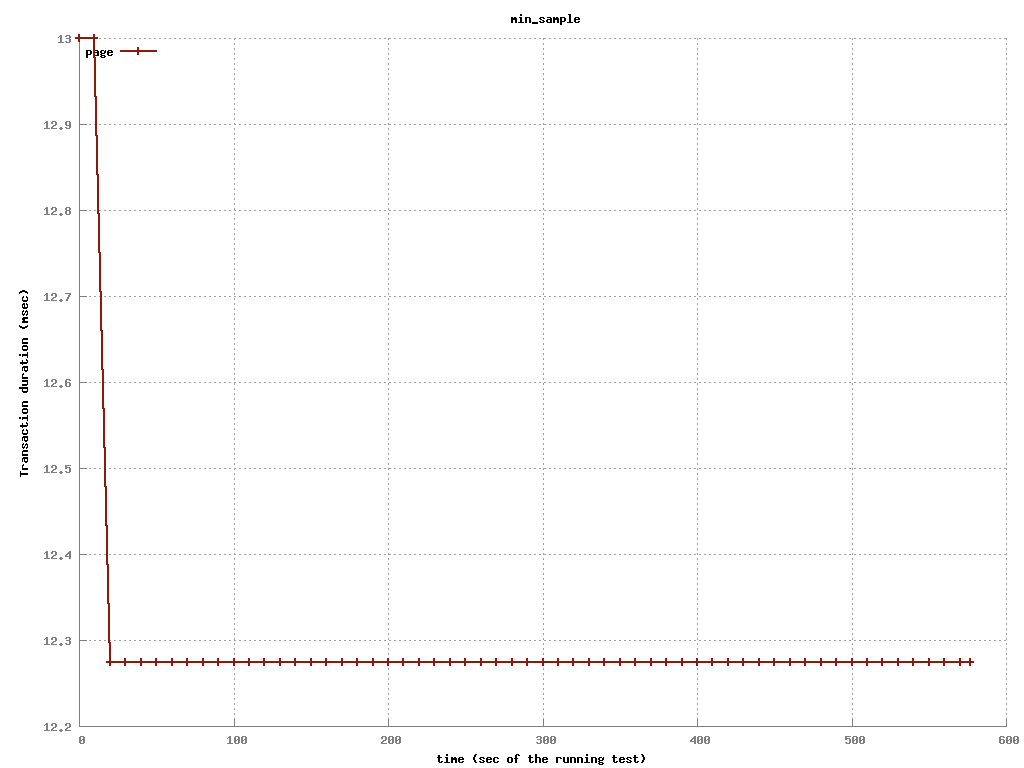 min_sample
page
13
12.9
12.8
12.7
12.6
12.5
12.4
12.3
12.2
Transaction duration (msec)
0 100 200 300 400 500 600
time (sec of the running test)